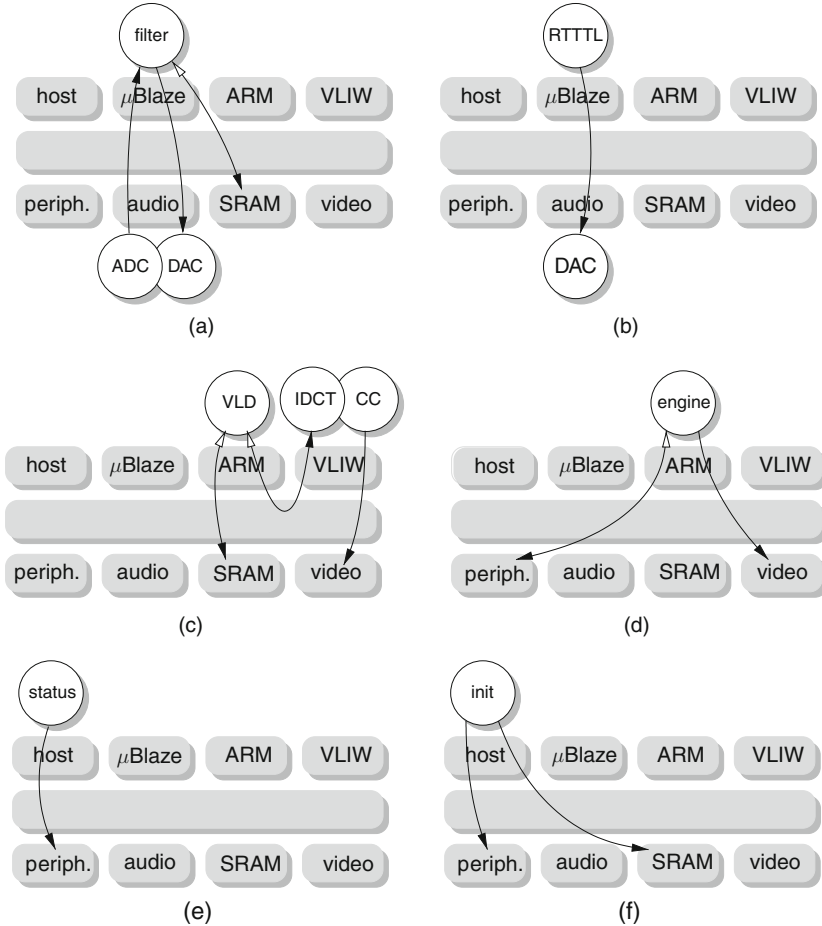 filter
host μBlaze ARM VLIW
periph. audio SRAM video
ADC DAC
(a)
RTTTL
host μBlaze ARM VLIW
periph. audio SRAM video
DAC
(b)
VLD IDCT CC
host μBlaze ARM VLIW
periph. audio SRAM video
(c)
engine
host μBlaze ARM VLIW
periph. audio SRAM video
(d)
status
host μBlaze ARM VLIW
periph. audio SRAM video
(e)
init
host μBlaze ARM VLIW
periph. audio SRAM video
(f)